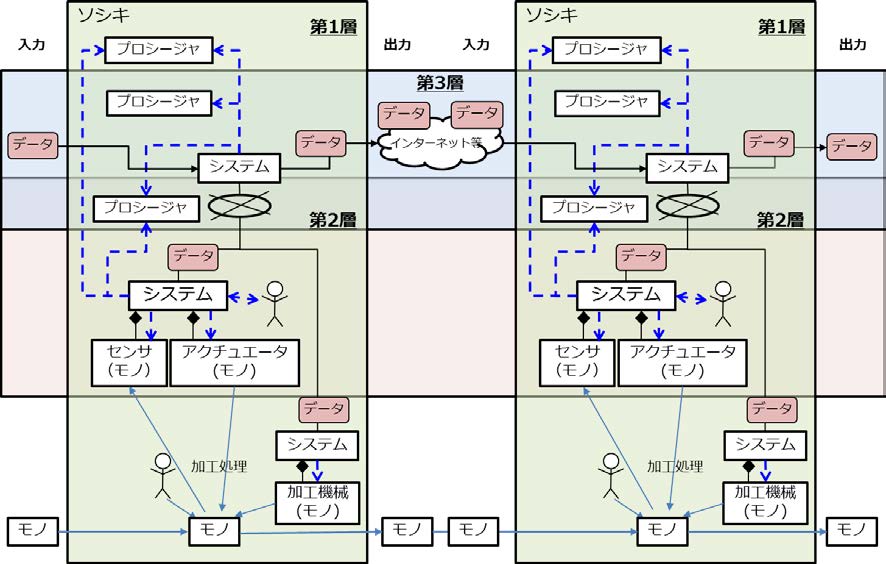 ソシキ
第1層
ソシキ
第1層
入力
出力
入力
出力
プロシージャ
プロシージャ
プロシージャ
プロシージャ
第3層
データ
データ
データ
データ
インターネット等
データ
データ
システム
システム
プロシージャ
プロシージャ
第2層
第2層
データ
データ
システム
システム
センサ
(モノ)
アクチュエータ
(モノ)
センサ
(モノ)
アクチュエータ
(モノ)
データ
データ
システム
システム
加工処理
加工処理
加工機械
(モノ)
加工機械
(モノ)
モノ
モノ
モノ
モノ
モノ
モノ